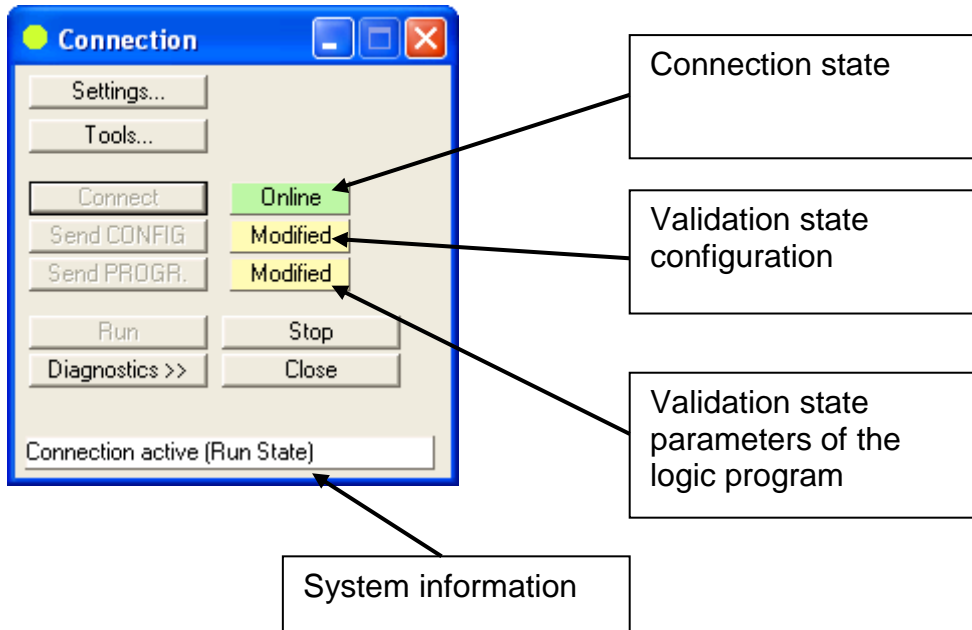 Connection
Settings...
Tools...
Connect
Online
Send CONFIG
Modified
Send PROGR.
Modified
Run
Stop
Diagnostics >>
Close
Connection active (Run State)
Connection state
Validation state
configuration
Validation state
parameters of the
logic program
System information